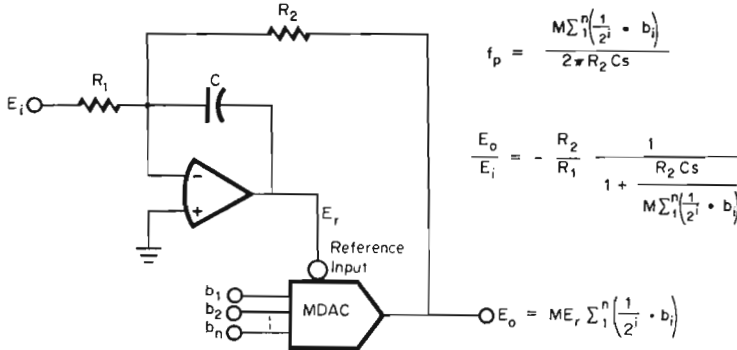 R₂
R₁
C
Eᵢ
-
+
Eᵣ
Reference
Input
b₁
b₂
bₙ
MDAC
fₚ = MΣ₁ⁿ(1/2ⁱ • bᵢ) / 2πR₂Cs
Eₒ/Eᵢ = - R₂/R₁ 1/(1 + R₂Cs/(MΣ₁ⁿ(1/2ⁱ • bᵢ)))
Eₒ = MEᵣ Σ₁ⁿ(1/2ⁱ • bᵢ)